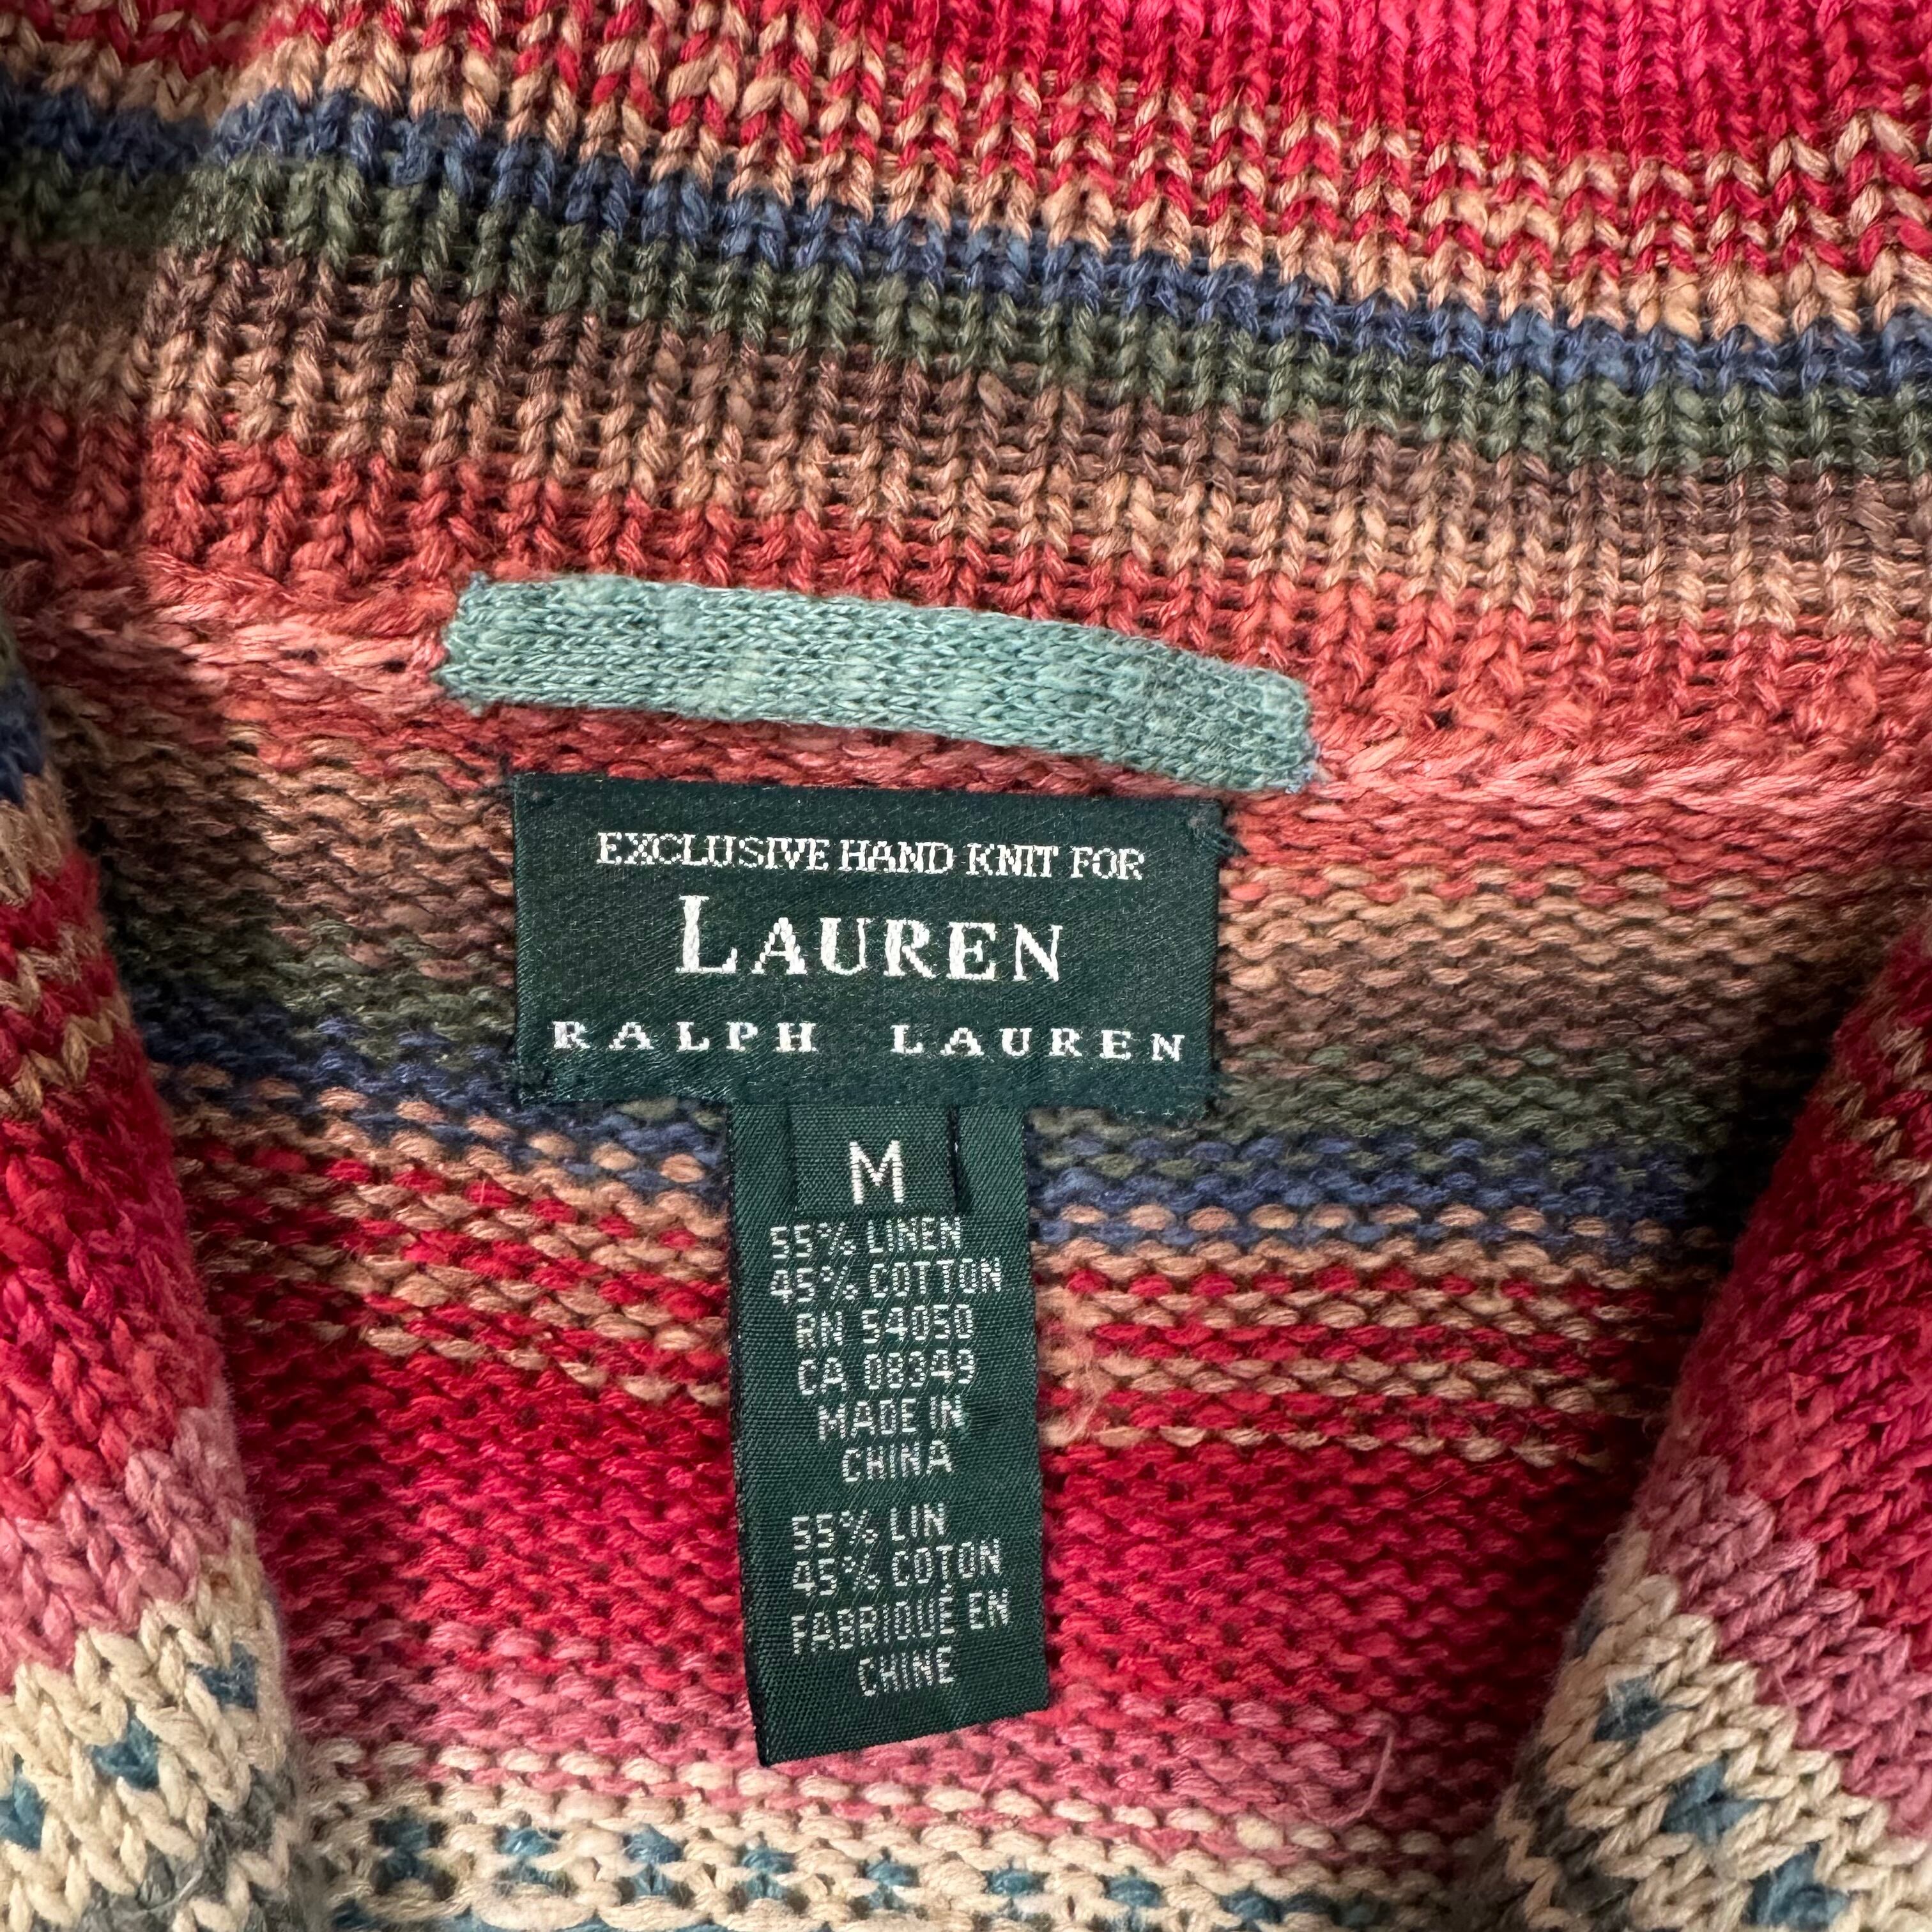 EXCLUSIVE HAND KNIT FOR
LAUREN
RALPH LAUREN
M
55% LINEN
45% COTTON
RN 54050
CA 08349
MADE IN
CHINA
55% LIN
45% COTON
FABRIQUÉ EN
CHINE